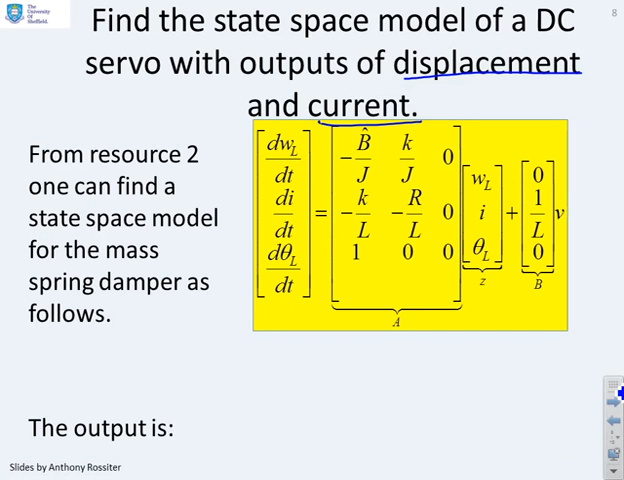 The
University
Of
Sheffield.
8
Find the state space model of a DC
servo with outputs of displacement
and current.
From resource 2
one can find a
state space model
for the mass
spring damper as
follows.
[dw_L/dt; di/dt; dθ_L/dt] = [-B̂/J k/J 0; -k/L -R/L 0; 1 0 0] [w_L; i; θ_L] + [0; 1/L; 0] v
A z B
The output is:
Slides by Anthony Rossiter